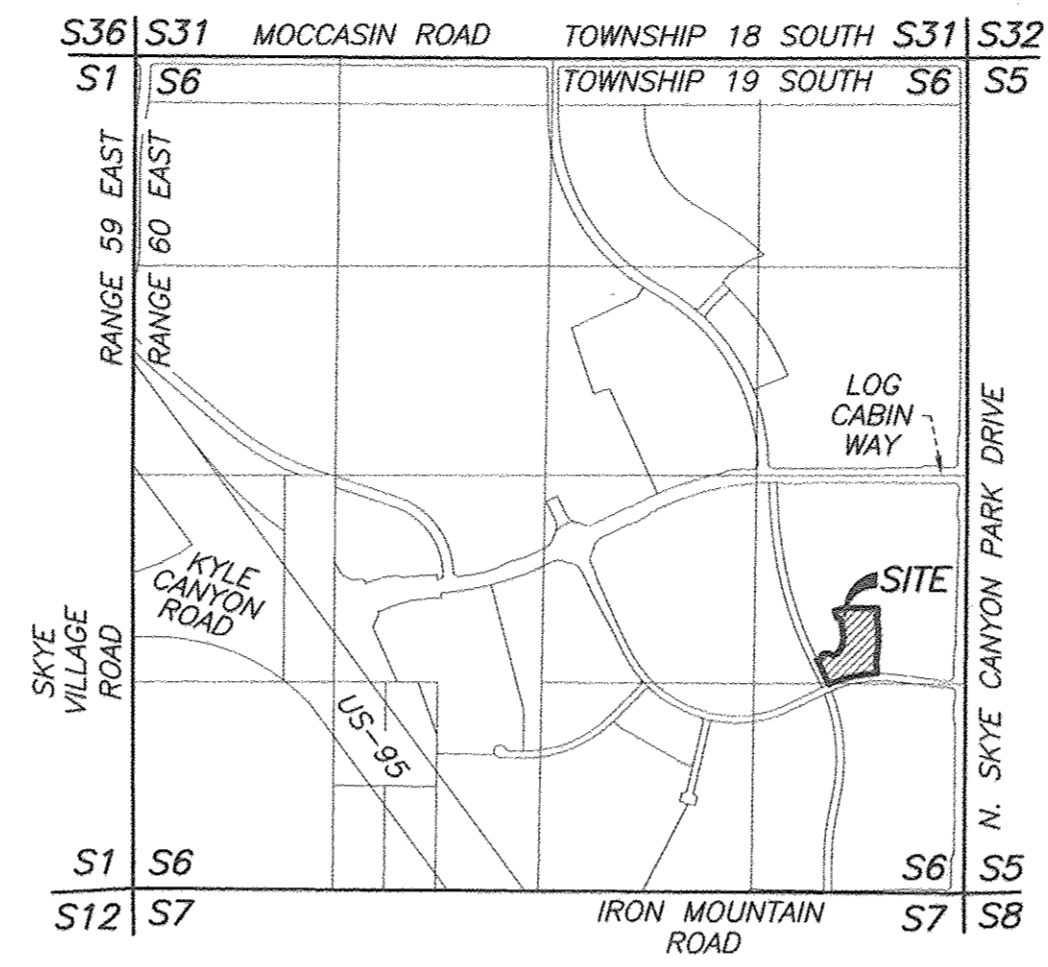 S36 S31 MOCCASIN ROAD TOWNSHIP 18 SOUTH S31 S32
S1 S6 TOWNSHIP 19 SOUTH S6 S5
RANGE 59 EAST
RANGE 60 EAST
LOG
CABIN
WAY
N. SKYE CANYON PARK DRIVE
KYLE
CANYON
ROAD
SITE
SKYE
VILLAGE
ROAD
US-95
S1 S6 S6 S5
S12 S7 IRON MOUNTAIN S7 S8
ROAD